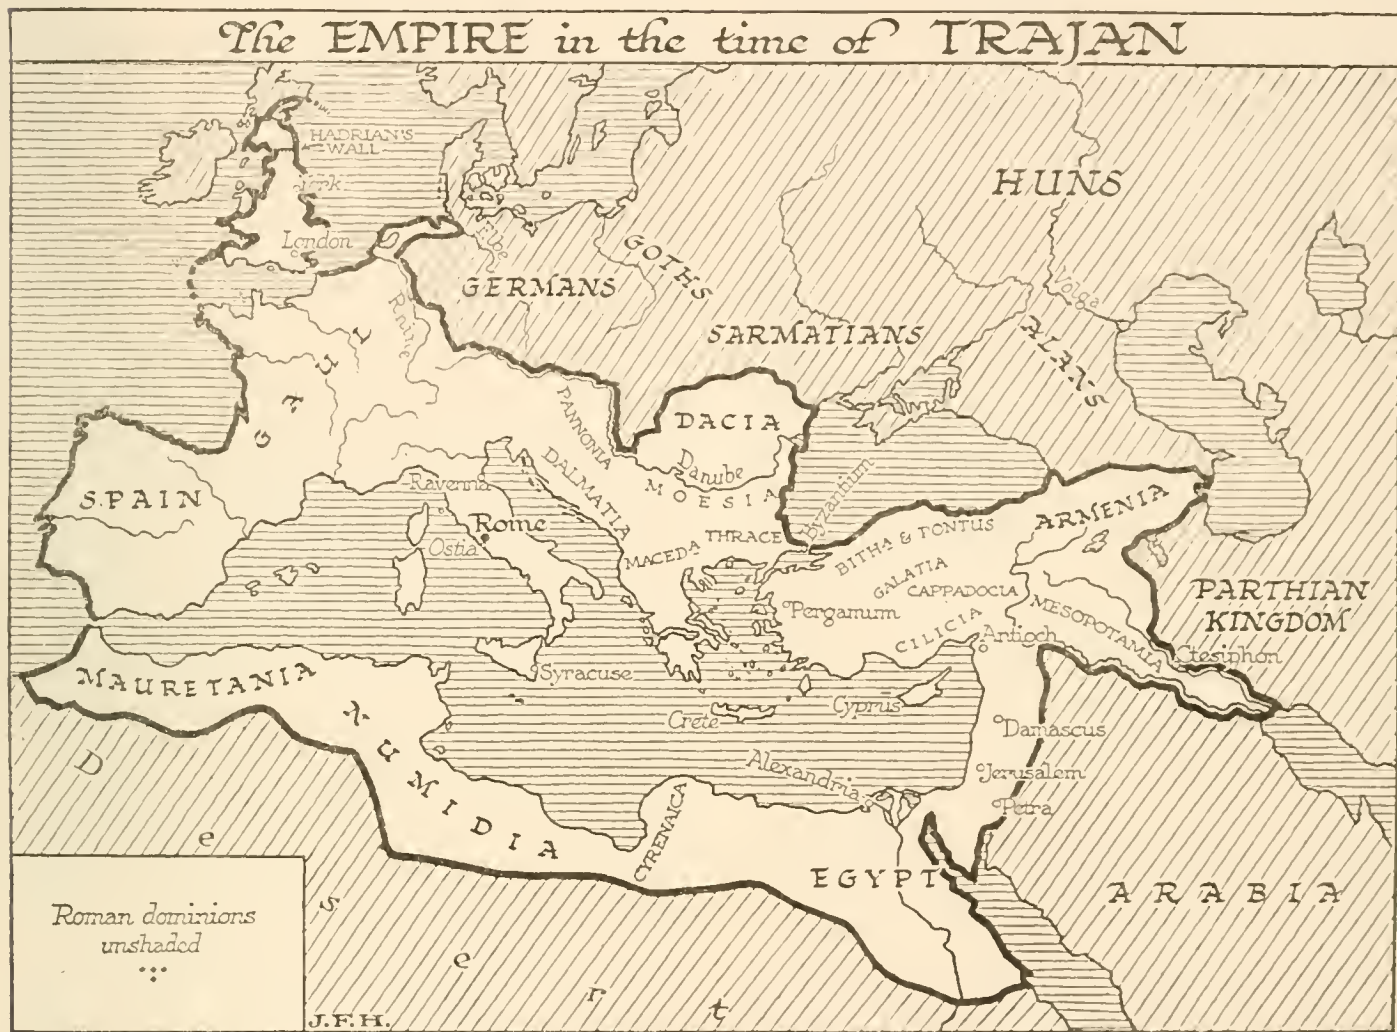 The EMPIRE in the time of TRAJAN
HADRIAN'S
WALL
York
London
Elbe
GOTHS
HUNS
GERMANS
SARMATIANS
Volga
ALANS
Rhine
GAUL
PANNONIA
DACIA
Danube
DALMATIA
MOESIA
Byzantium
SPAIN
Ravenna
Rome
Ostia
MACEDA
THRACE
BITHA & PONTUS
ARMENIA
GALATIA
CAPPADOCIA
Pergamum
CILICIA
Antioch
MESOPOTAMIA
PARTHIAN
KINGDOM
Ctesiphon
MAURETANIA
Syracuse
Crete
Cyprus
Damascus
NUMIDIA
Alexandria
Jerusalem
Petra
CYRENAICA
EGYPT
ARABIA
Desert
Roman dominions
unshaded
J.F.H.